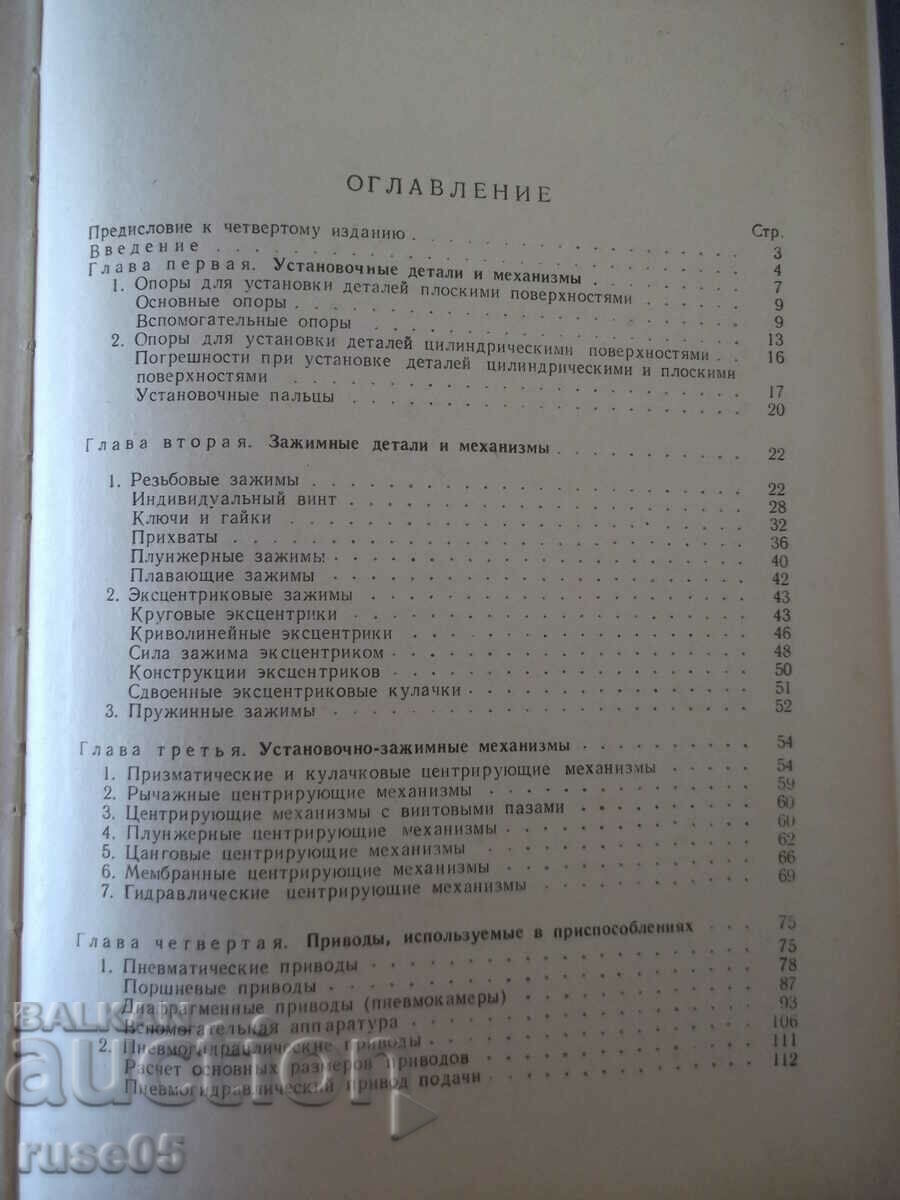 ОГЛАВЛЕНИЕ
Стр.
Предисловие к четвертому изданию . . . 3
Введение . . . 4
Глава первая. Установочные детали и механизмы . . . 7
1. Опоры для установки деталей плоскими поверхностями . . . 9
Основные опоры . . . 9
Вспомогательные опоры . . . 13
2. Опоры для установки деталей цилиндрическими поверхностями . . . 16
Погрешности при установке деталей цилиндрическими и плоскими
поверхностями . . . 17
Установочные пальцы . . . 20
Глава вторая. Зажимные детали и механизмы . . . 22
1. Резьбовые зажимы . . . 22
Индивидуальный винт . . . 28
Ключи и гайки . . . 32
Прихваты . . . 36
Плунжерные зажимы . . . 40
Плавающие зажимы . . . 42
2. Эксцентриковые зажимы . . . 43
Круговые эксцентрики . . . 43
Криволинейные эксцентрики . . . 46
Сила зажима эксцентриком . . . 48
Конструкции эксцентриков . . . 50
Сдвоенные эксцентриковые кулачки . . . 51
3. Пружинные зажимы . . . 52
Глава третья. Установочно-зажимные механизмы . . . 54
1. Призматические и кулачковые центрирующие механизмы . . . 54
2. Рычажные центрирующие механизмы . . . 59
3. Центрирующие механизмы с винтовыми пазами . . . 60
4. Плунжерные центрирующие механизмы . . . 60
5. Цанговые центрирующие механизмы . . . 62
6. Мембранные центрирующие механизмы . . . 66
7. Гидравлические центрирующие механизмы . . . 69
Глава четвертая. Приводы, используемые в приспособлениях . . . 75
1. Пневматические приводы . . . 75
Поршневые приводы . . . 78
Диафрагменные приводы (пневмокамеры) . . . 87
Вспомогательная аппаратура . . . 93
2. Пневмогидравлические приводы . . . 106
Расчет основных размеров приводов . . . 111
Пневмогидравлический привод подачи . . . 112
BALKAN
auction
ruse05